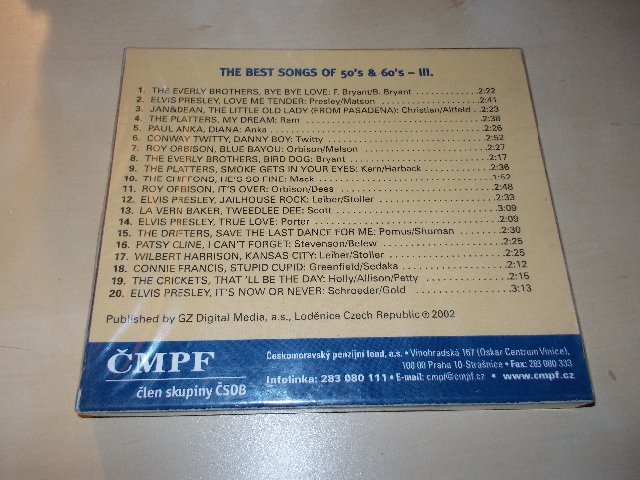 THE BEST SONGS OF 50's & 60's – III.
1. THE EVERLY BROTHERS, BYE BYE LOVE: F. Bryant/B. Bryant 2:22
2. ELVIS PRESLEY, LOVE ME TENDER: Presley/Matson 2:41
3. JAN&DEAN, THE LITTLE OLD LADY (FROM PASADENA): Christian/Altfeld 2:23
4. THE PLATTERS, MY DREAM: Ram 2:38
5. PAUL ANKA, DIANA: Anka 2:26
6. CONWAY TWITTY, DANNY BOY: Twitty 2:52
7. ROY ORBISON, BLUE BAYOU: Orbison/Melson 2:27
8. THE EVERLY BROTHERS, BIRD DOG: Bryant 2:17
9. THE PLATTERS, SMOKE GETS IN YOUR EYES: Kern/Harback 2:36
10. THE CHIFFONS, HE'S SO FINE: Mack 1:52
11. ROY ORBISON, IT'S OVER: Orbison/Dees 2:48
12. ELVIS PRESLEY, JAILHOUSE ROCK: Leiber/Stoller 2:33
13. LA VERN BAKER, TWEEDLEE DEE: Scott 3:09
14. ELVIS PRESLEY, TRUE LOVE: Porter 2:09
15. THE DRIFTERS, SAVE THE LAST DANCE FOR ME: Pomus/Shuman 2:30
16. PATSY CLINE, I CAN'T FORGET: Stevenson/Belew 2:25
17. WILBERT HARRISON, KANSAS CITY: Leiber/Stoller 2:25
18. CONNIE FRANCIS, STUPID CUPID: Greenfield/Sedaka 2:12
19. THE CRICKETS, THAT 'LL BE THE DAY: Holly/Allison/Petty 2:15
20. ELVIS PRESLEY, IT'S NOW OR NEVER: Schroeder/Gold 3:13
Published by GZ Digital Media, a.s., Loděnice Czech Republic ℗ 2002
ČMPF
člen skupiny ČSOB
Českomoravský penzijní fond, a.s. • Vinohradská 167 (Oskar Centrum Vinice),
100 00 Praha 10-Strašnice • Fax: 283 080 333
Infolinka: 283 080 111 • E-mail: cmpf@cmpf.cz • www.cmpf.cz